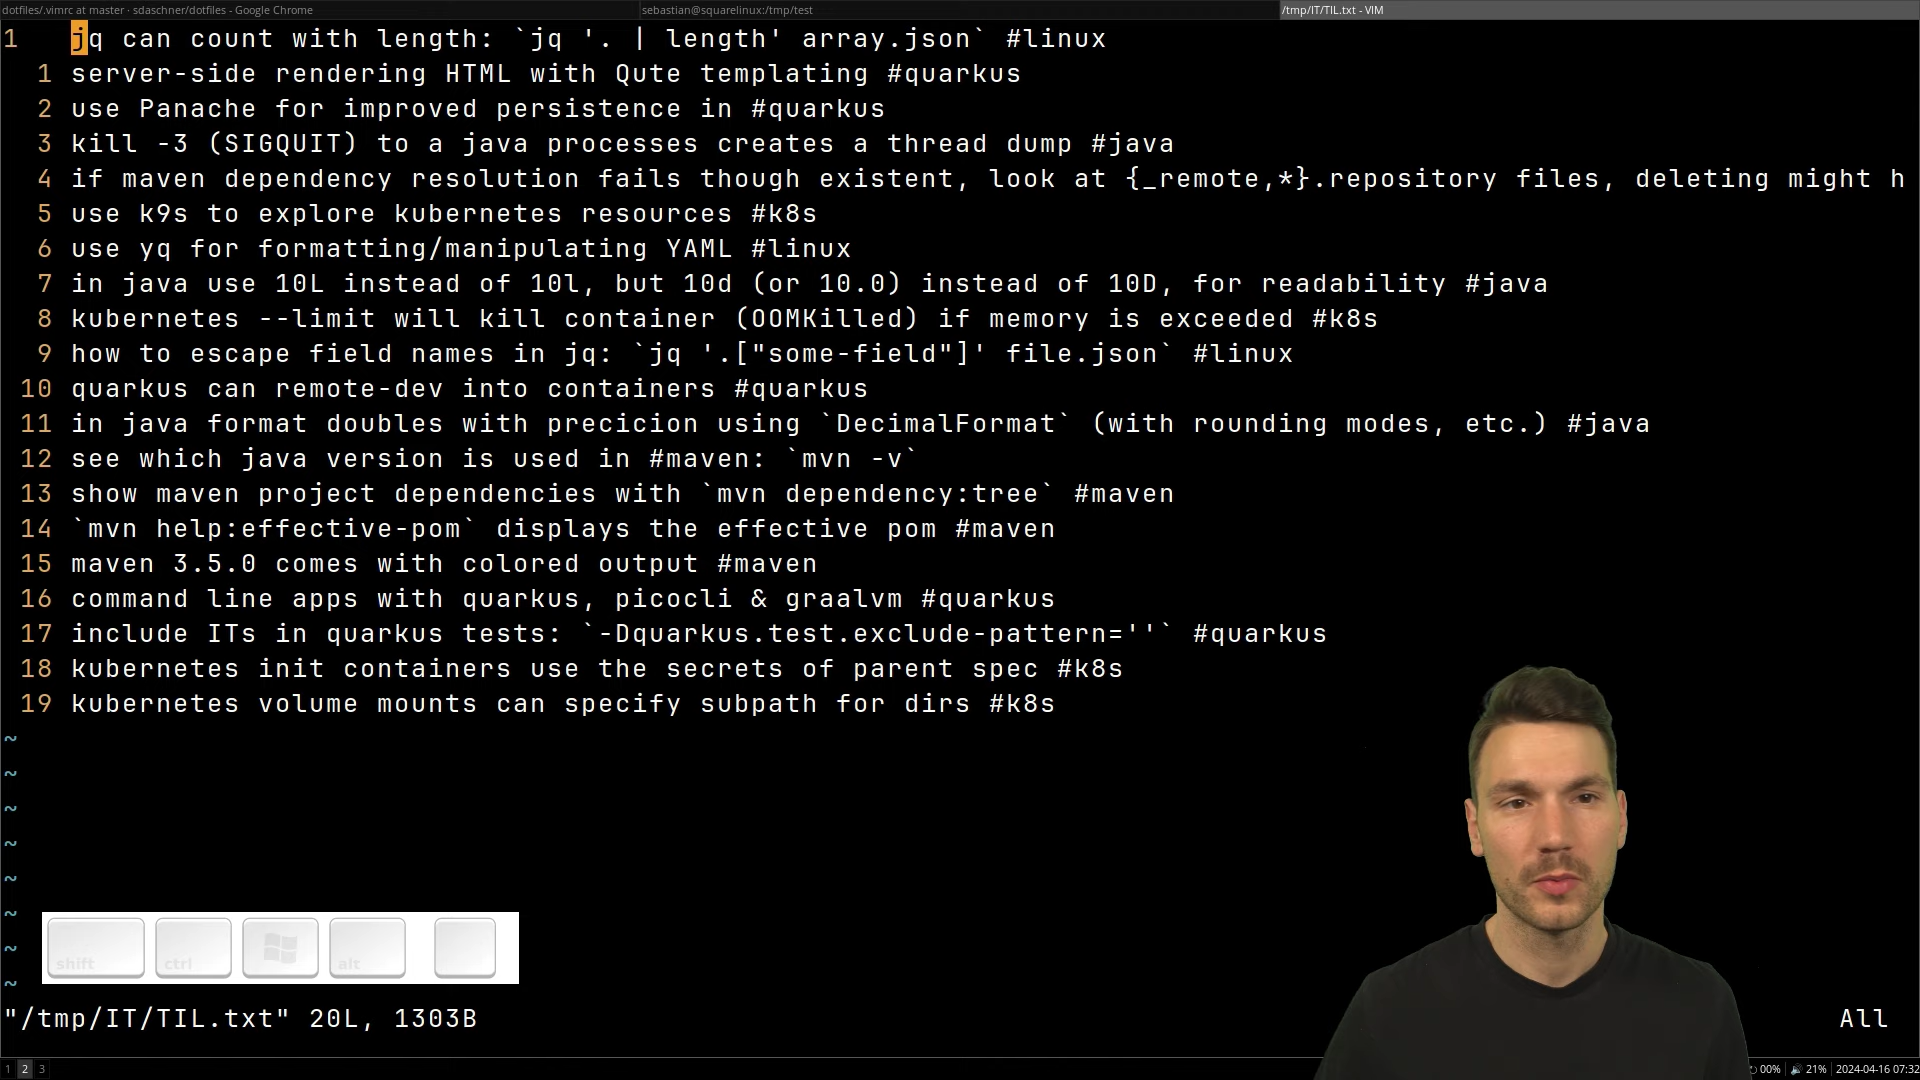 dotfiles/.vimrc at master · sdaschner/dotfiles - Google Chrome
sebastian@squarelinux:/tmp/test
/tmp/IT/TIL.txt - VIM
1 jq can count with length: `jq '. | length' array.json` #linux
1 server-side rendering HTML with Qute templating #quarkus
2 use Panache for improved persistence in #quarkus
3 kill -3 (SIGQUIT) to a java processes creates a thread dump #java
4 if maven dependency resolution fails though existent, look at {_remote,*}.repository files, deleting might h
5 use k9s to explore kubernetes resources #k8s
6 use yq for formatting/manipulating YAML #linux
7 in java use 10L instead of 10l, but 10d (or 10.0) instead of 10D, for readability #java
8 kubernetes --limit will kill container (OOMKilled) if memory is exceeded #k8s
9 how to escape field names in jq: `jq '.["some-field"]' file.json` #linux
10 quarkus can remote-dev into containers #quarkus
11 in java format doubles with precicion using `DecimalFormat` (with rounding modes, etc.) #java
12 see which java version is used in #maven: `mvn -v`
13 show maven project dependencies with `mvn dependency:tree` #maven
14 `mvn help:effective-pom` displays the effective pom #maven
15 maven 3.5.0 comes with colored output #maven
16 command line apps with quarkus, picocli & graalvm #quarkus
17 include ITs in quarkus tests: `-Dquarkus.test.exclude-pattern=''` #quarkus
18 kubernetes init containers use the secrets of parent spec #k8s
19 kubernetes volume mounts can specify subpath for dirs #k8s
~
~
~
~
~
~
~
~
shift ctrl alt
"/tmp/IT/TIL.txt" 20L, 1303B All
1 2 3 00% 21% 2024-04-16 07:32